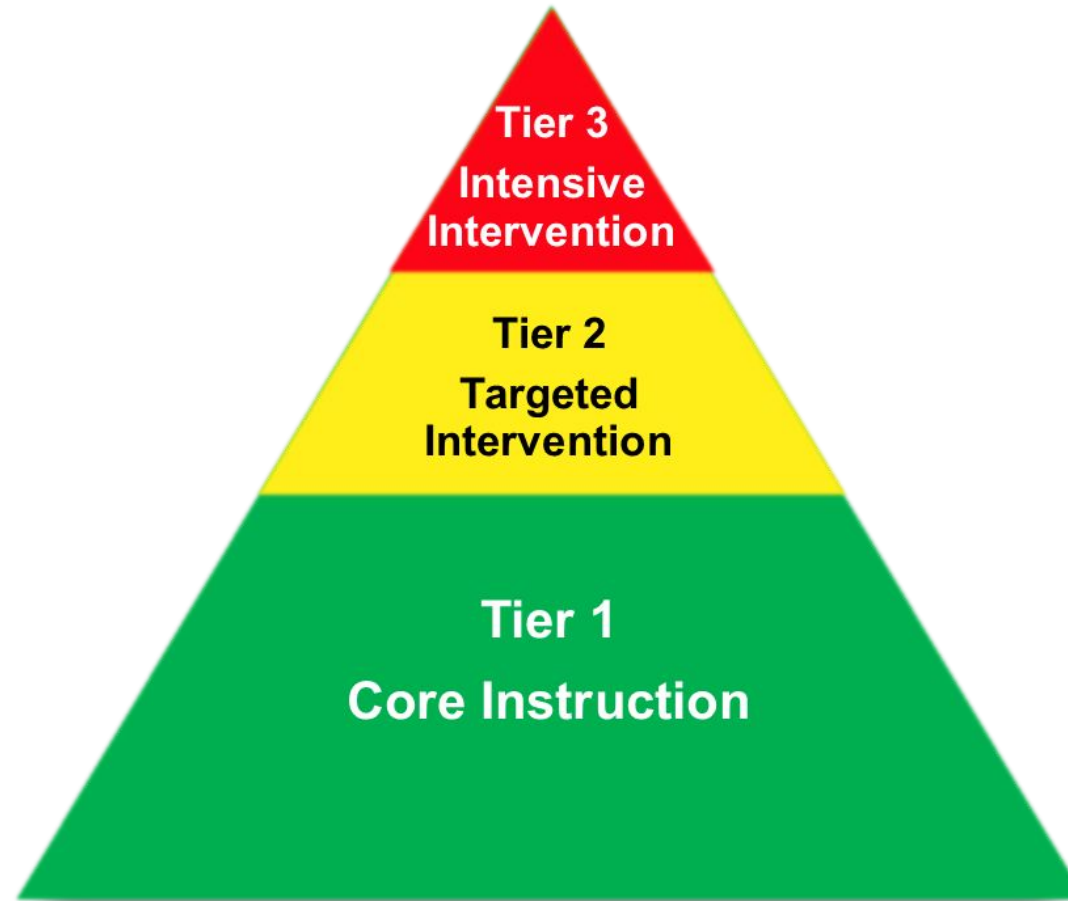 Tier 3
Intensive
Intervention
Tier 2
Targeted
Intervention
Tier 1
Core Instruction